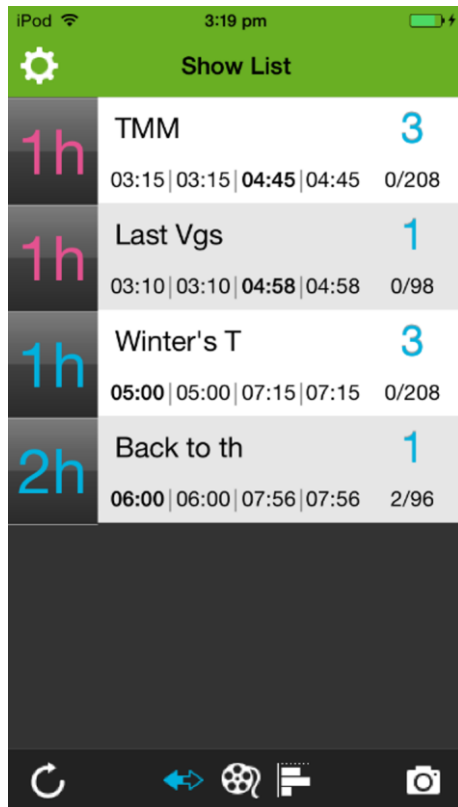 iPod 3:19 pm
Show List
1h TMM 3
03:15|03:15|04:45|04:45 0/208
1h Last Vgs 1
03:10|03:10|04:58|04:58 0/98
1h Winter's T 3
05:00|05:00|07:15|07:15 0/208
2h Back to th 1
06:00|06:00|07:56|07:56 2/96